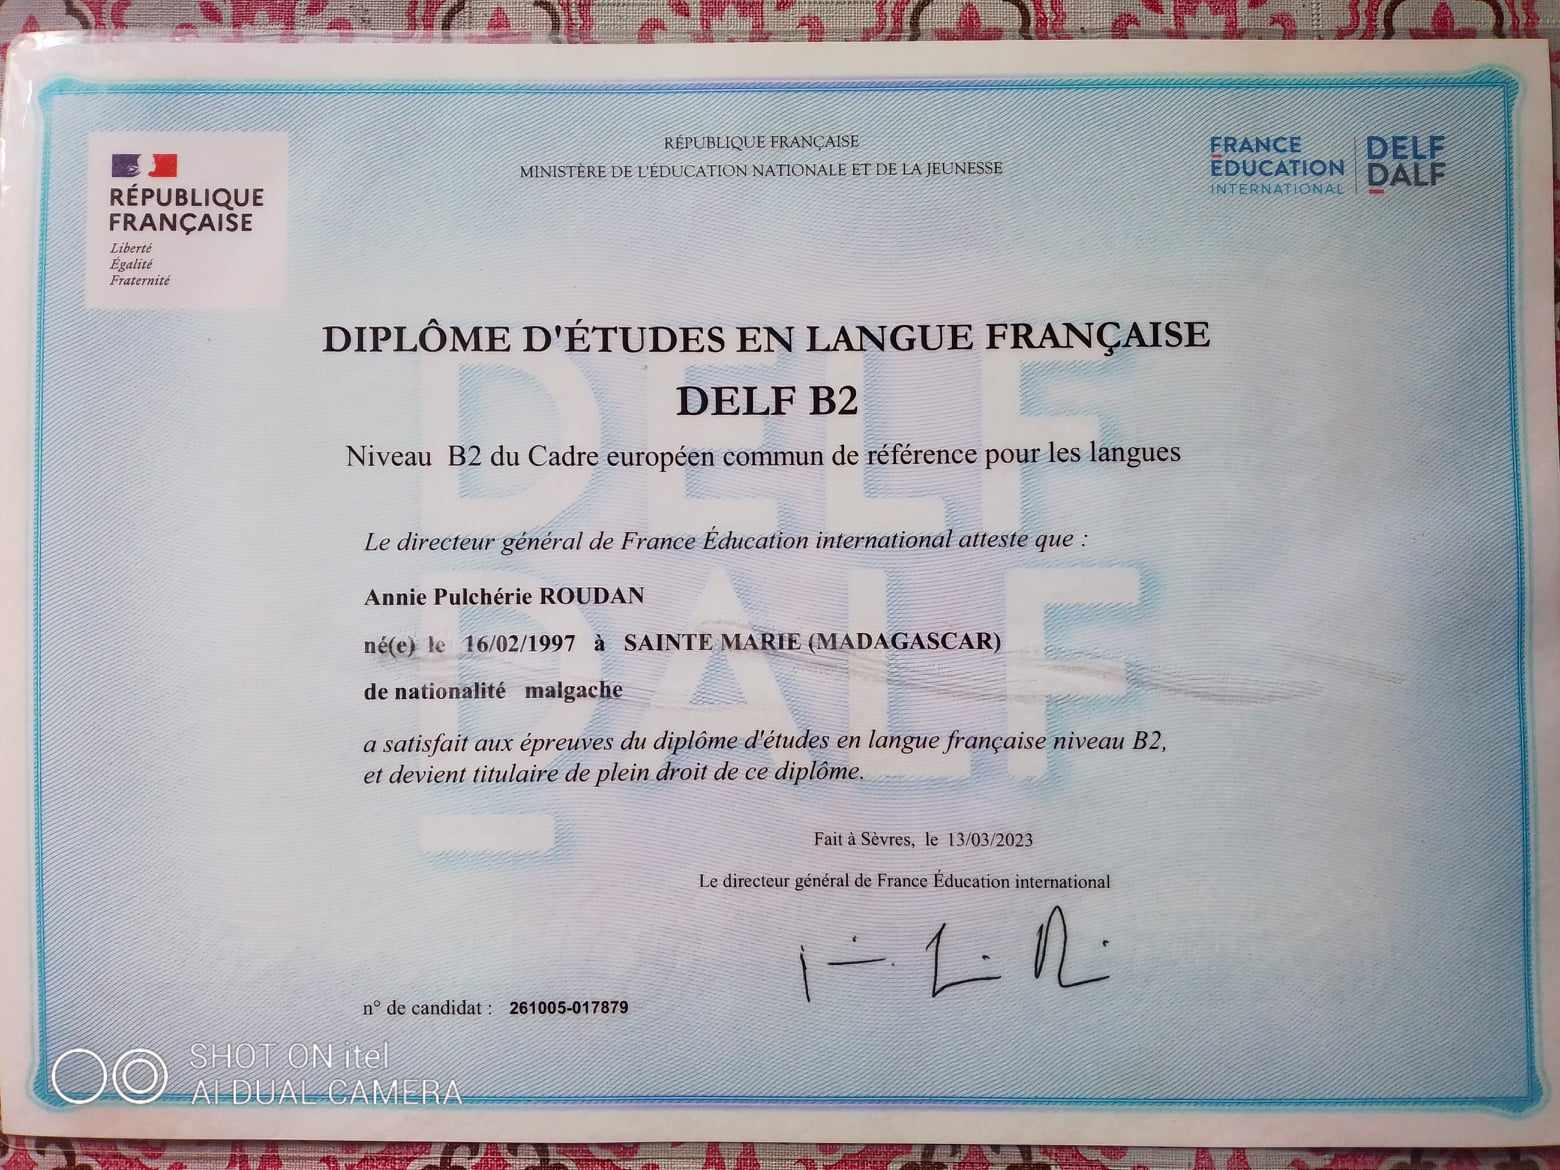 RÉPUBLIQUE FRANÇAISE
MINISTÈRE DE L'ÉDUCATION NATIONALE ET DE LA JEUNESSE
RÉPUBLIQUE
FRANÇAISE
Liberté
Égalité
Fraternité
FRANCE
ÉDUCATION
INTERNATIONAL
DELF
DALF
DIPLÔME D'ÉTUDES EN LANGUE FRANÇAISE
DELF B2
Niveau B2 du Cadre européen commun de référence pour les langues
DELF
DALF
Le directeur général de France Éducation international atteste que :
Annie Pulchérie ROUDAN
né(e) le 16/02/1997 à SAINTE MARIE (MADAGASCAR)
de nationalité malgache
a satisfait aux épreuves du diplôme d'études en langue française niveau B2,
et devient titulaire de plein droit de ce diplôme.
Fait à Sèvres, le 13/03/2023
Le directeur général de France Éducation international
n° de candidat : 261005-017879
SHOT ON itel
AI DUAL CAMERA